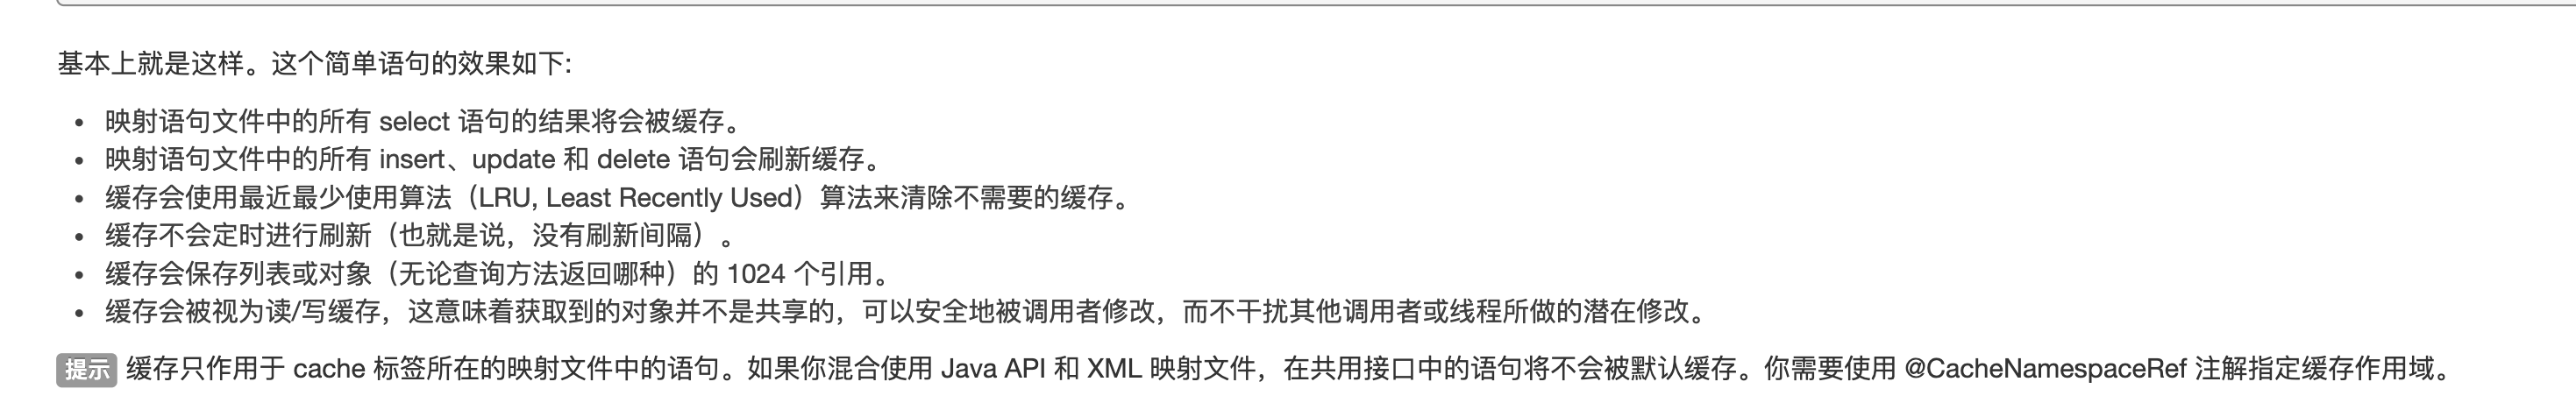 基本上就是这样。这个简单语句的效果如下:
• 映射语句文件中的所有 select 语句的结果将会被缓存。
• 映射语句文件中的所有 insert、update 和 delete 语句会刷新缓存。
• 缓存会使用最近最少使用算法（LRU, Least Recently Used）算法来清除不需要的缓存。
• 缓存不会定时进行刷新（也就是说，没有刷新间隔）。
• 缓存会保存列表或对象（无论查询方法返回哪种）的 1024 个引用。
• 缓存会被视为读/写缓存，这意味着获取到的对象并不是共享的，可以安全地被调用者修改，而不干扰其他调用者或线程所做的潜在修改。
提示 缓存只作用于 cache 标签所在的映射文件中的语句。如果你混合使用 Java API 和 XML 映射文件，在共用接口中的语句将不会被默认缓存。你需要使用 @CacheNamespaceRef 注解指定缓存作用域。